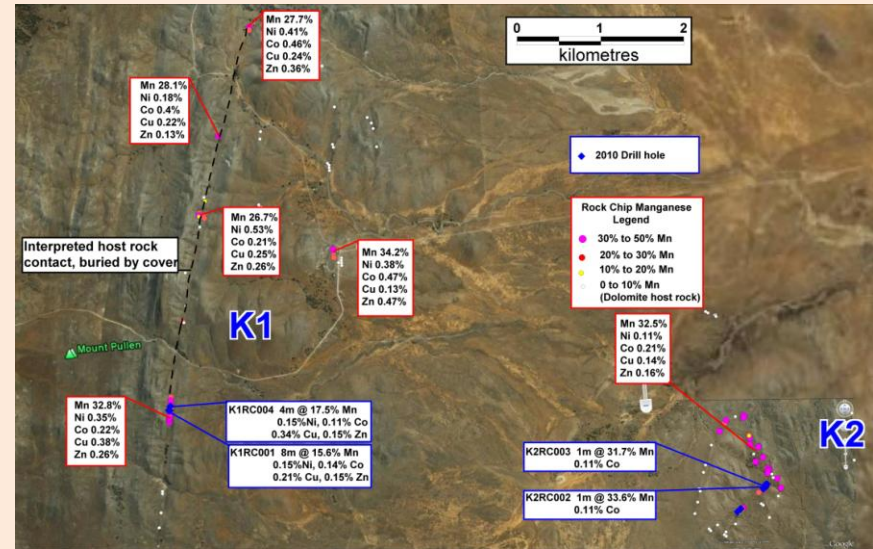 Mn 27.7%
Ni 0.41%
Co 0.46%
Cu 0.24%
Zn 0.36%
0 1 2
kilometres
Mn 28.1%
Ni 0.18%
Co 0.4%
Cu 0.22%
Zn 0.13%
2010 Drill hole
Rock Chip Manganese
Legend
30% to 50% Mn
20% to 30% Mn
10% to 20% Mn
0 to 10% Mn
(Dolomite host rock)
Mn 26.7%
Ni 0.53%
Co 0.21%
Cu 0.25%
Zn 0.26%
Interpreted host rock
contact, buried by cover
Mn 34.2%
Ni 0.38%
Co 0.47%
Cu 0.13%
Zn 0.47%
K1
Mount Pullen
Mn 32.5%
Ni 0.11%
Co 0.21%
Cu 0.14%
Zn 0.16%
Mn 32.8%
Ni 0.35%
Co 0.22%
Cu 0.38%
Zn 0.26%
K1RC004 4m @ 17.5% Mn
0.15%Ni, 0.11% Co
0.34% Cu, 0.15% Zn
K1RC001 8m @ 15.6% Mn
0.15%Ni, 0.14% Co
0.21% Cu, 0.15% Zn
K2
K2RC003 1m @ 31.7% Mn
0.11% Co
K2RC002 1m @ 33.6% Mn
0.11% Co
Google